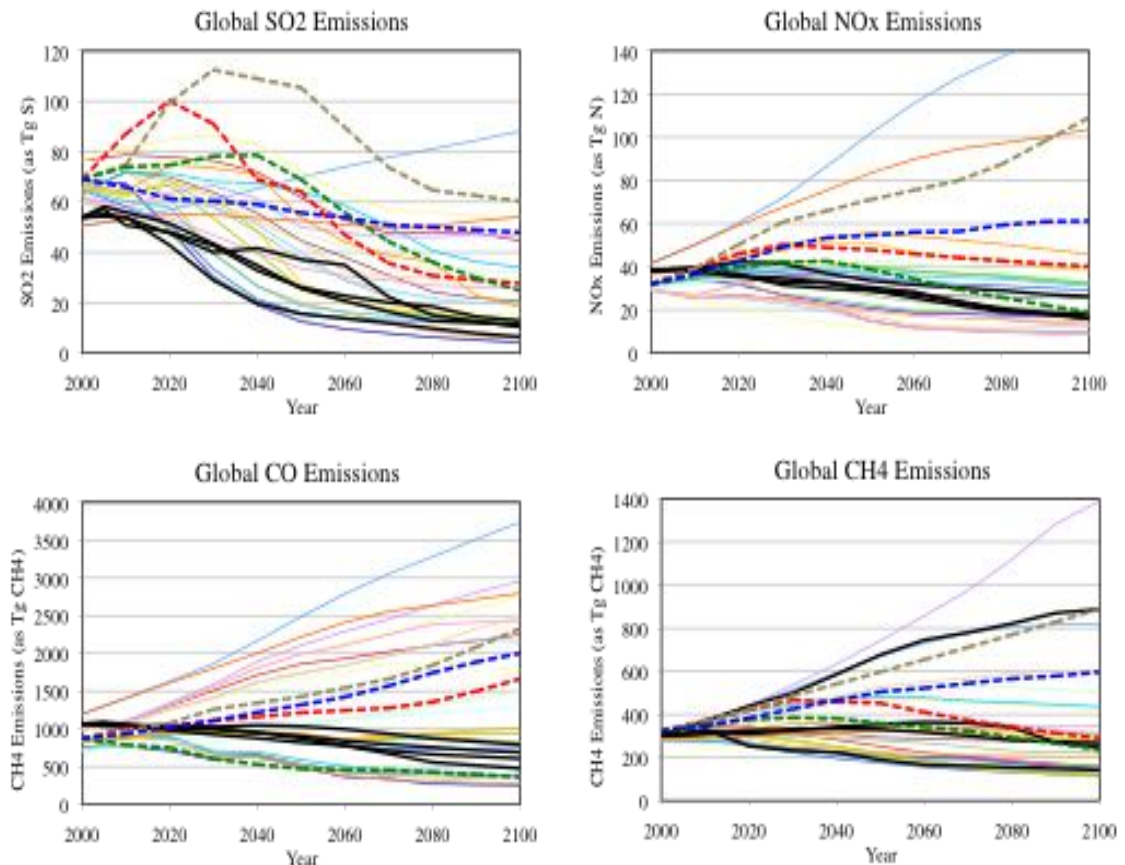 Global SO2 Emissions
SO2 Emissions (as Tg S)
120
100
80
60
40
20
0
2000 2020 2040 2060 2080 2100
Year
Global NOx Emissions
NOx Emissions (as Tg N)
140
120
100
80
60
40
20
0
2000 2020 2040 2060 2080 2100
Year
Global CO Emissions
CH4 Emissions (as Tg CH4)
4000
3500
3000
2500
2000
1500
1000
500
0
2000 2020 2040 2060 2080 2100
Year
Global CH4 Emissions
CH4 Emissions (as Tg CH4)
1400
1200
1000
800
600
400
200
0
2000 2020 2040 2060 2080 2100
Year